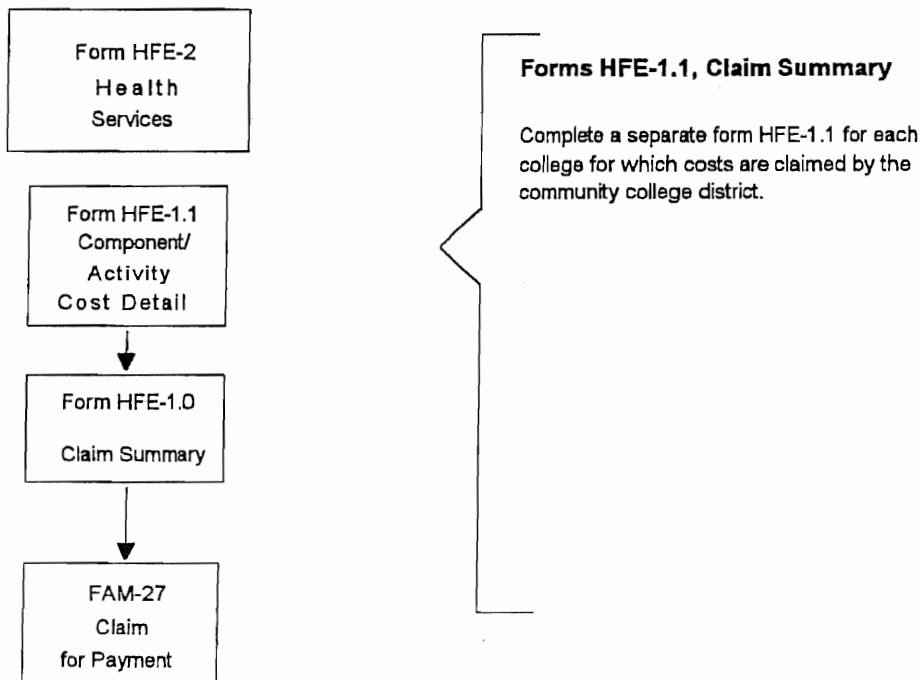 Form HFE-2
Health
Services
Form HFE-1.1
Component/
Activity
Cost Detail
Form HFE-1.0
Claim Summary
FAM-27
Claim
for Payment
Forms HFE-1.1, Claim Summary
Complete a separate form HFE-1.1 for each
college for which costs are claimed by the
community college district.